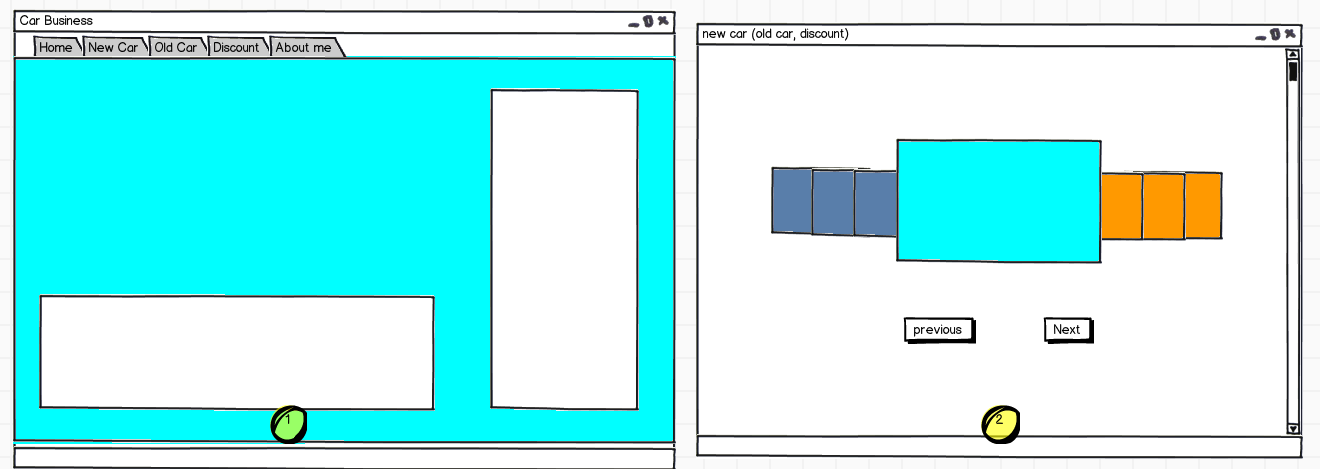 Car Business
Home New Car Old Car Discount About me
1
new car (old car, discount)
previous Next
2